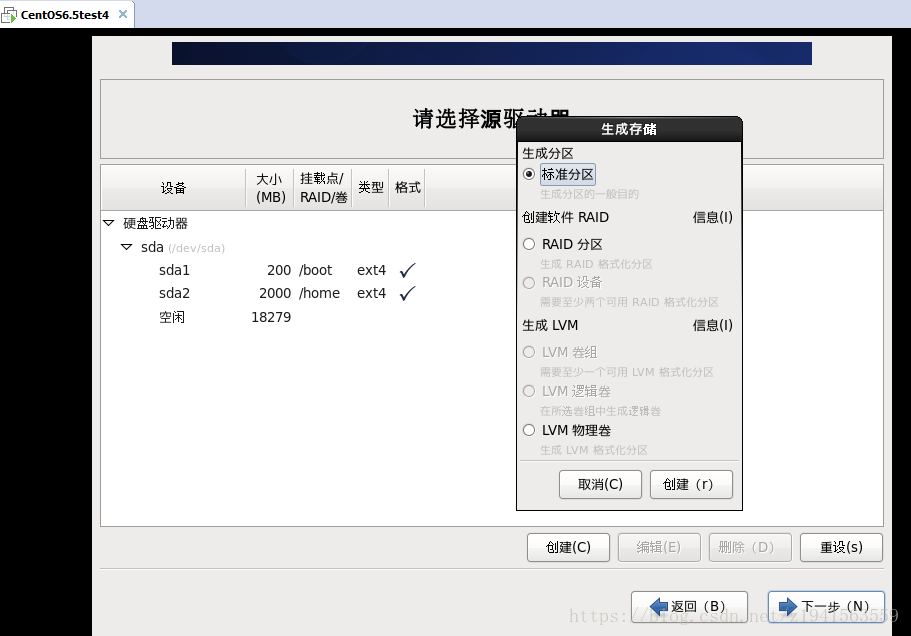 CentOS6.5test4
请选择源驱动器
设备 大小(MB) 挂载点/RAID/卷 类型 格式
硬盘驱动器
sda (/dev/sda)
sda1 200 /boot ext4
sda2 2000 /home ext4
空闲 18279
生成存储
生成分区
标准分区
生成分区的一般目的
创建软件 RAID 信息(I)
RAID 分区
生成 RAID 格式化分区
RAID 设备
需要至少两个可用 RAID 格式化分区
生成 LVM 信息(I)
LVM 卷组
需要至少一个可用 LVM 格式化分区
LVM 逻辑卷
在所选卷组中生成逻辑卷
LVM 物理卷
生成 LVM 格式化分区
取消(C) 创建（r）
创建(C) 编辑(E) 删除（D） 重设(s)
返回（B） 下一步（N）
https://blog.csdn.net/z1941563559